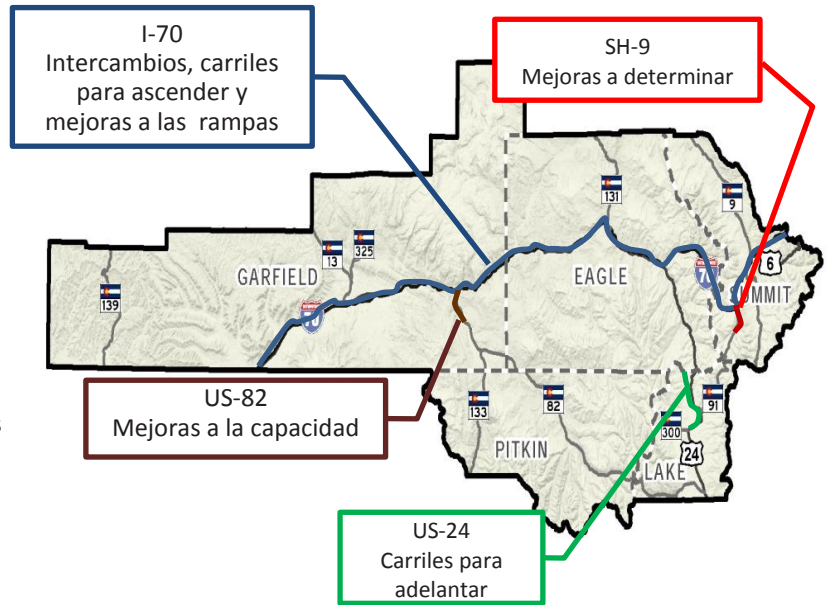 I-70
Intercambios, carriles
para ascender y
mejoras a las rampas
SH-9
Mejoras a determinar
131
9
13
325
6
GARFIELD
EAGLE
70
SUMMIT
139
70
US-82
Mejoras a la capacidad
133
82
91
300
PITKIN
24
LAKE
US-24
Carriles para
adelantar
s